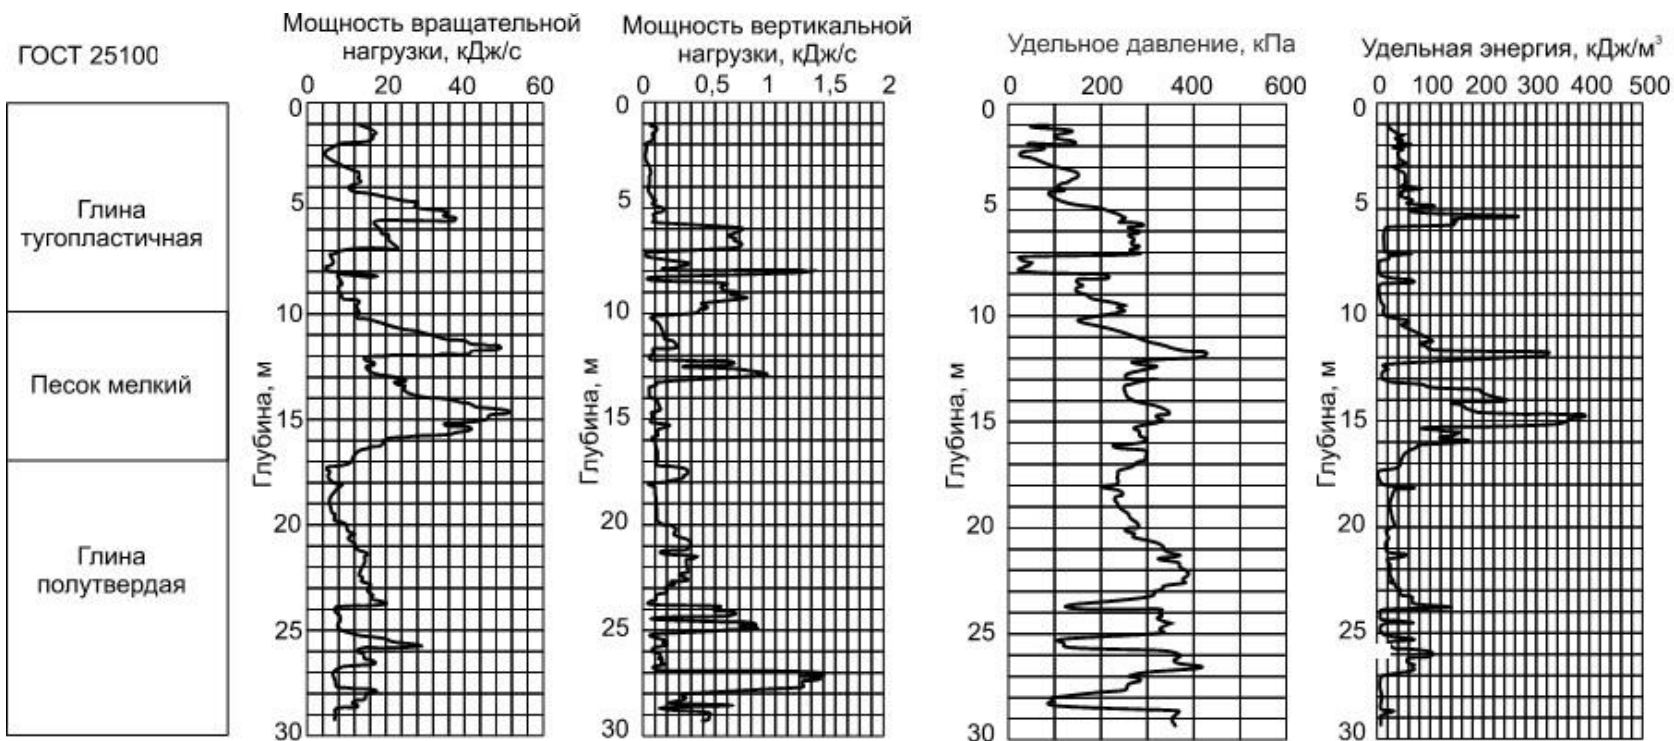 ГОСТ 25100
Глина
тугопластичная
Песок мелкий
Глина
полутвердая
Мощность вращательной
нагрузки, кДж/с
0 20 40 60
Глубина, м
0
5
10
15
20
25
30
Мощность вертикальной
нагрузки, кДж/с
0 0,5 1 1,5 2
Глубина, м
0
5
10
15
20
25
30
Удельное давление, кПа
0 200 400 600
Глубина, м
0
5
10
15
20
25
30
Удельная энергия, кДж/м³
0 100 200 300 400 500
Глубина, м
0
5
10
15
20
25
30